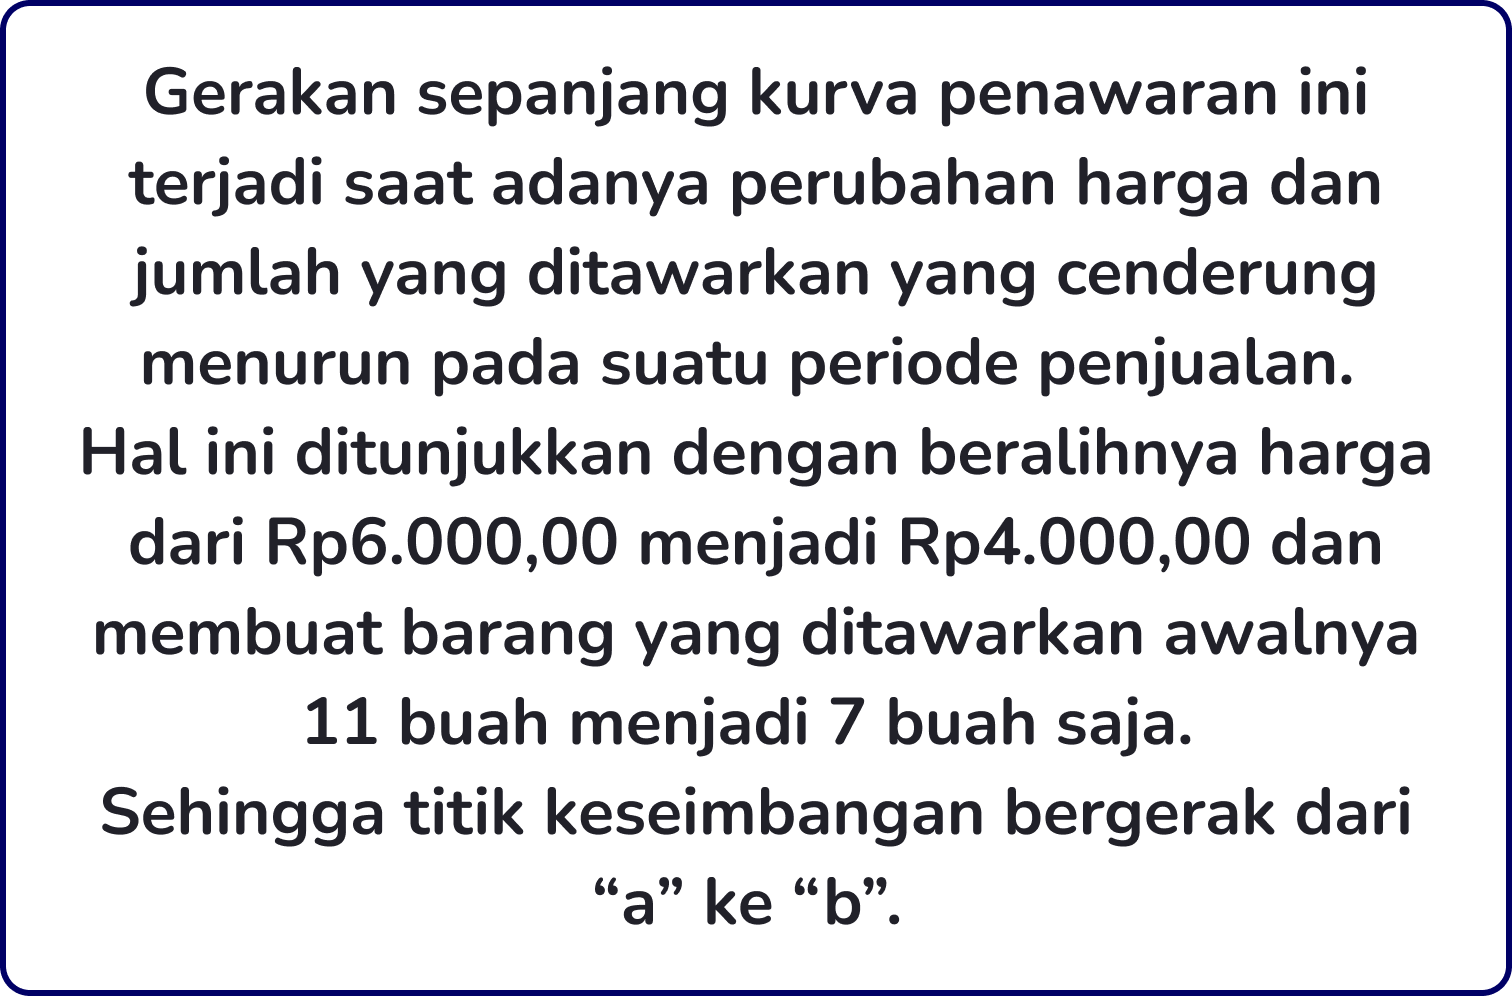 Gerakan sepanjang kurva penawaran ini
terjadi saat adanya perubahan harga dan
jumlah yang ditawarkan yang cenderung
menurun pada suatu periode penjualan.
Hal ini ditunjukkan dengan beralihnya harga
dari Rp6.000,00 menjadi Rp4.000,00 dan
membuat barang yang ditawarkan awalnya
11 buah menjadi 7 buah saja.
Sehingga titik keseimbangan bergerak dari
“a” ke “b”.